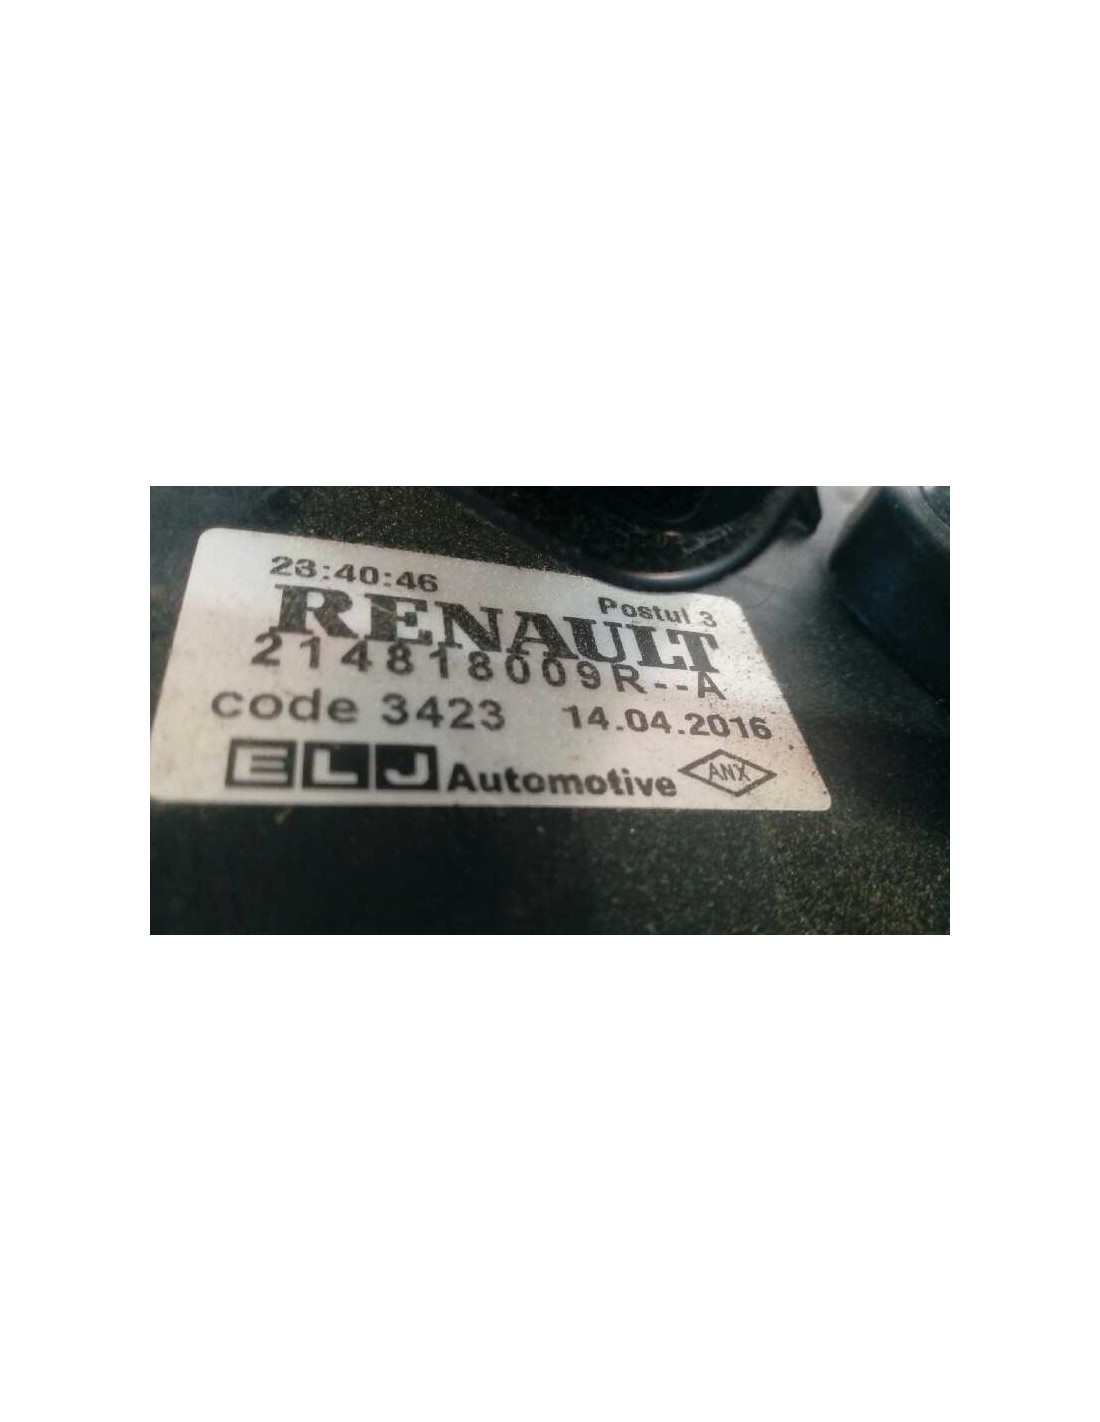 23:40:46
Postul 3
RENAULT
214818009R--A
code 3423 14.04.2016
ELJ Automotive ANX